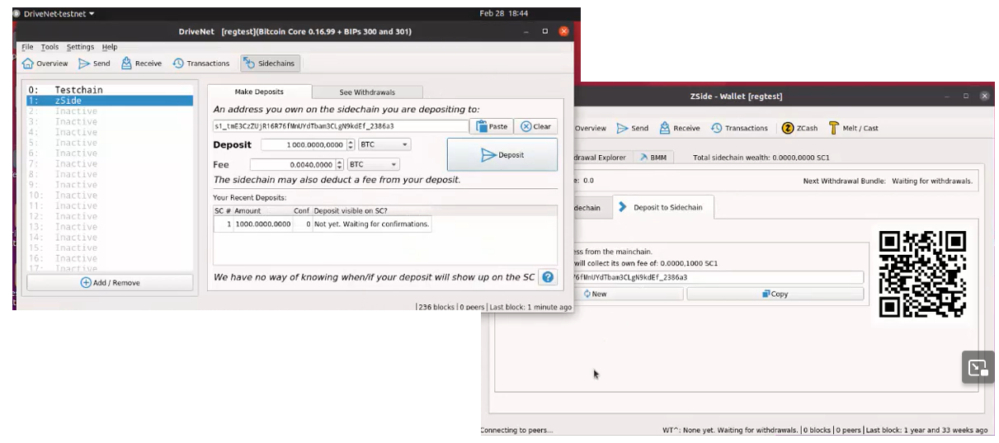 DriveNet-testnet
Feb 28 18:44
DriveNet [regtest](Bitcoin Core 0.16.99 + BIPs 300 and 301)
File Tools Settings Help
Overview Send Receive Transactions Sidechains
0: Testchain
1: zSide
2: Inactive
3: Inactive
4: Inactive
5: Inactive
6: Inactive
7: Inactive
8: Inactive
9: Inactive
10: Inactive
11: Inactive
12: Inactive
13: Inactive
14: Inactive
15: Inactive
16: Inactive
17: Inactive
Add / Remove
Make Deposits See Withdrawals
An address you own on the sidechain you are depositing to:
s1_tmE3CzZUjR16R76fMnUYdTbam3CLgN9kdEf_2386a3 Paste Clear
Deposit 1 000.0000,0000 BTC
Deposit
Fee 0.0040,0000 BTC
The sidechain may also deduct a fee from your deposit.
Your Recent Deposits:
SC # Amount Conf Deposit visible on SC?
1 1000.0000,0000 0 Not yet. Waiting for confirmations.
We have no way of knowing when/if your deposit will show up on the SC
236 blocks | 0 peers | Last block: 1 minute ago
ZSide - Wallet [regtest]
Overview Send Receive Transactions ZCash Melt / Cast
drawal Explorer BMM Total sidechain wealth: 0.0000,0000 SC1
e: 0.0 Next Withdrawal Bundle: Waiting for withdrawals.
dechain Deposit to Sidechain
ess from the mainchain.
will collect its own fee of: 0.0000,1000 SC1
76fMnUYdTbam3CLgN9kdEf_2386a3
New Copy
Connecting to peers... WT^: None yet. Waiting for withdrawals. | 0 blocks | 0 peers | Last block: 1 year and 33 weeks ago